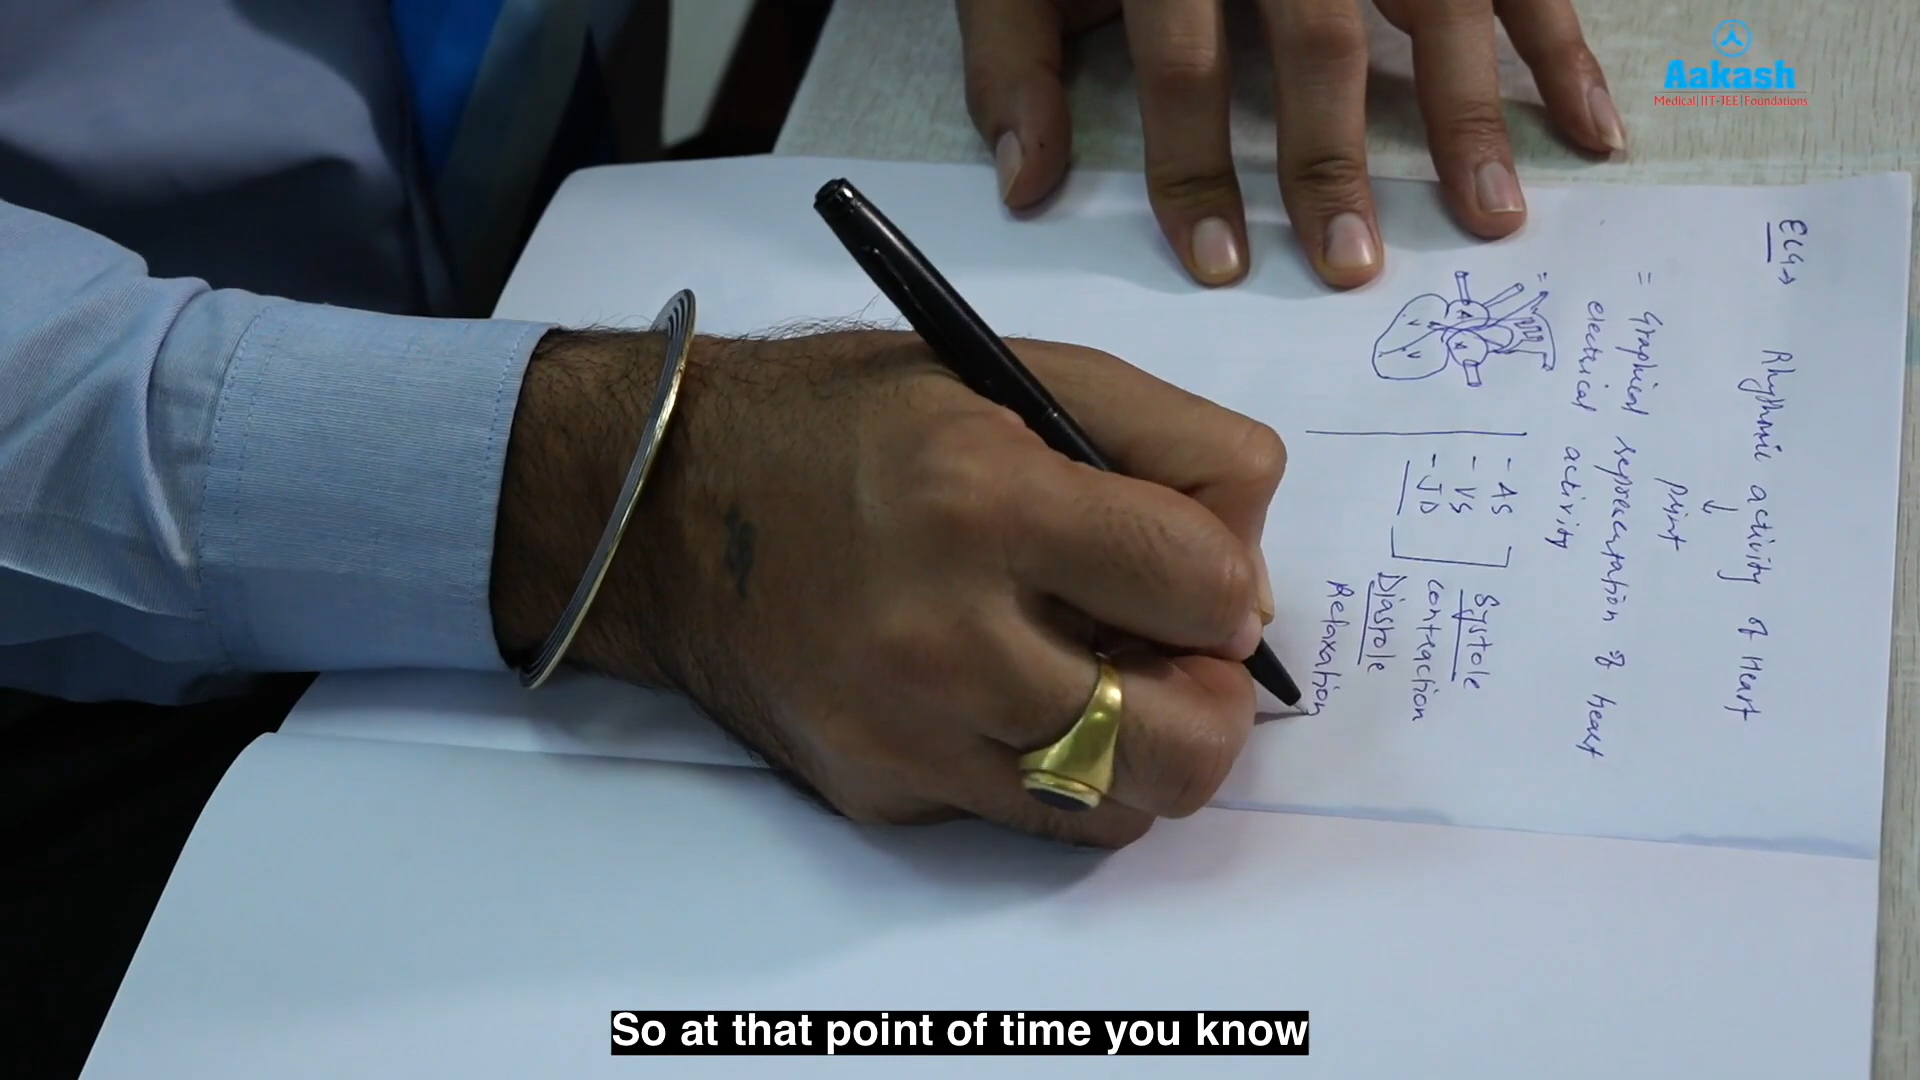 Aakash
Medical|IIT-JEE|Foundations
ECG→ Rhythmic activity of Heart
print
= Graphical representation of heart
electrical activity
- AS
- VS
- JD
Systole
contraction
Diastole
Relaxation
A
A
V
V
So at that point of time you know